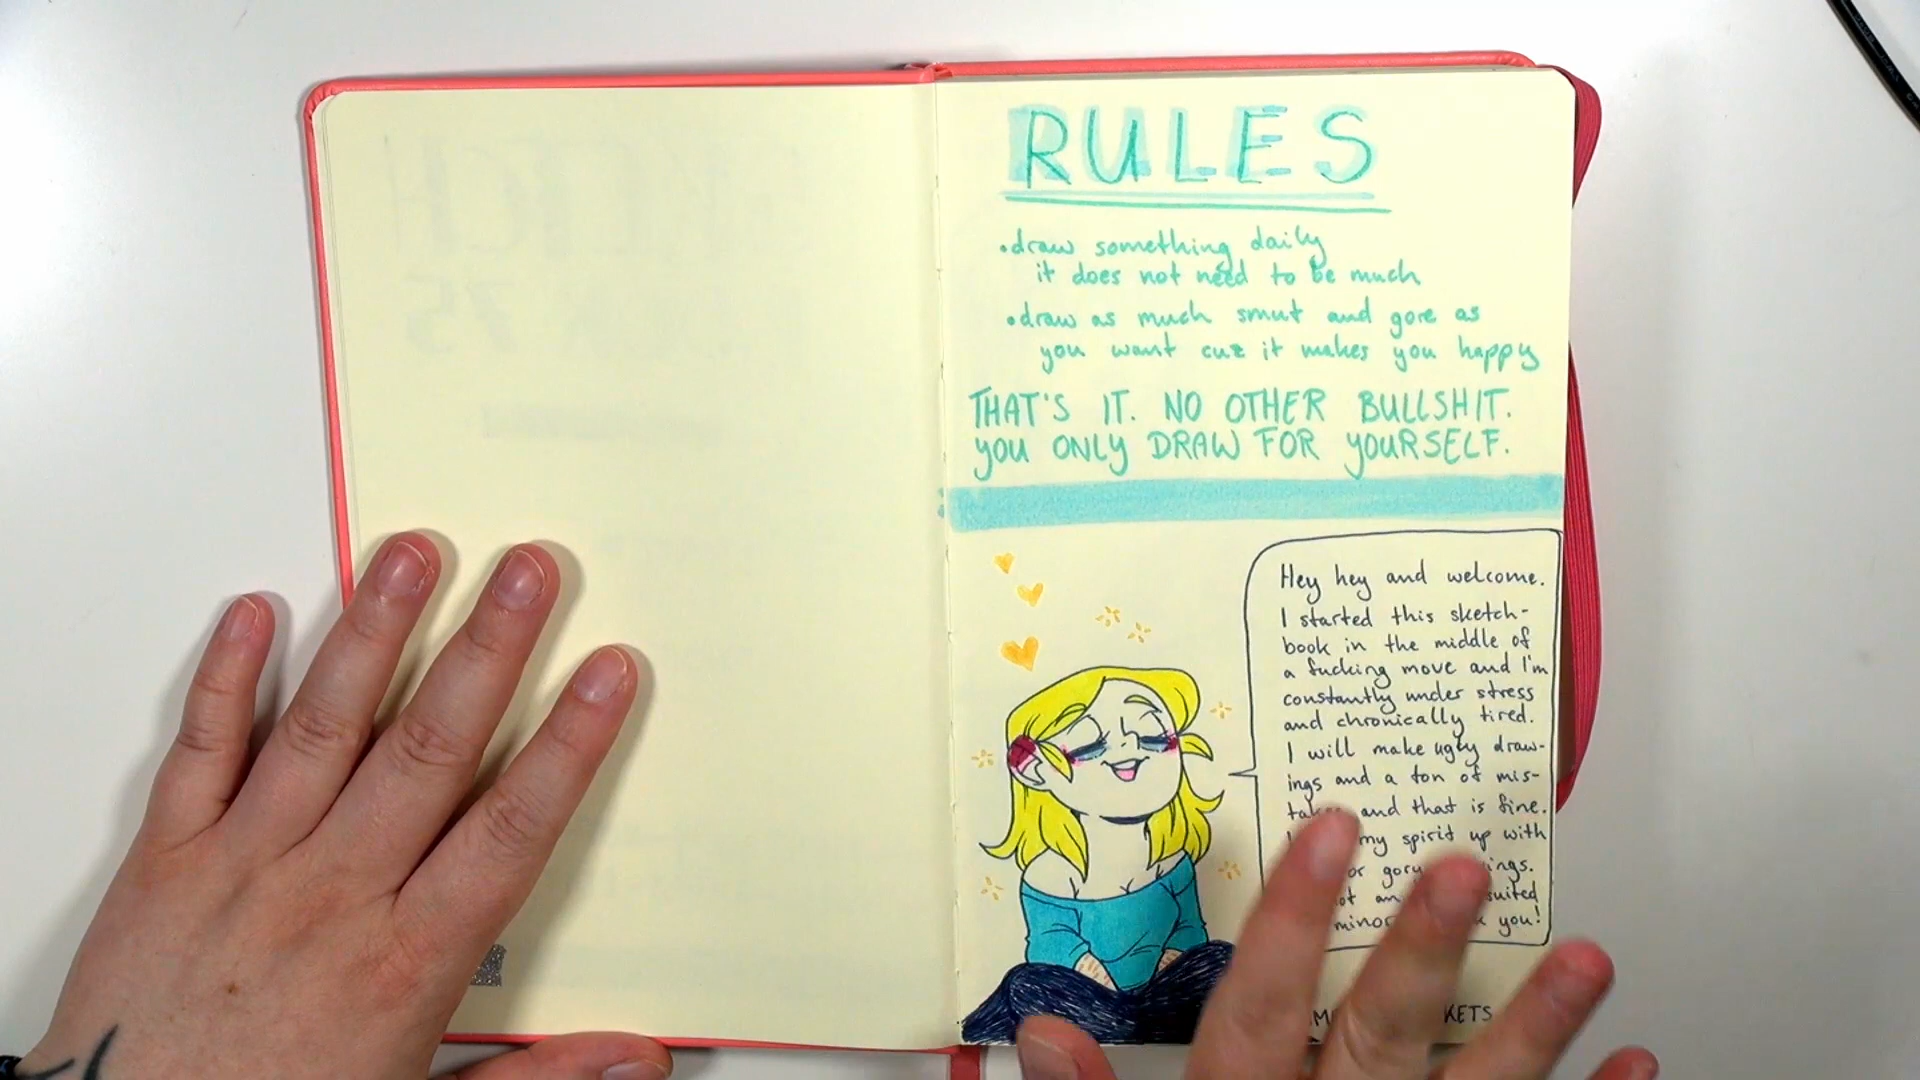 RULES
•draw something daily
it does not need to be much
•draw as much smut and gore as
you want cuz it makes you happy
THAT'S IT. NO OTHER BULLSHIT.
YOU ONLY DRAW FOR YOURSELF.
Hey hey and welcome.
I started this sketch-
book in the middle of
a fucking move and I'm
constantly under stress
and chronically tired.
I will make ugly draw-
ings and a ton of mis-
and that is fine.
my spirit up with
or gory
suited
you!